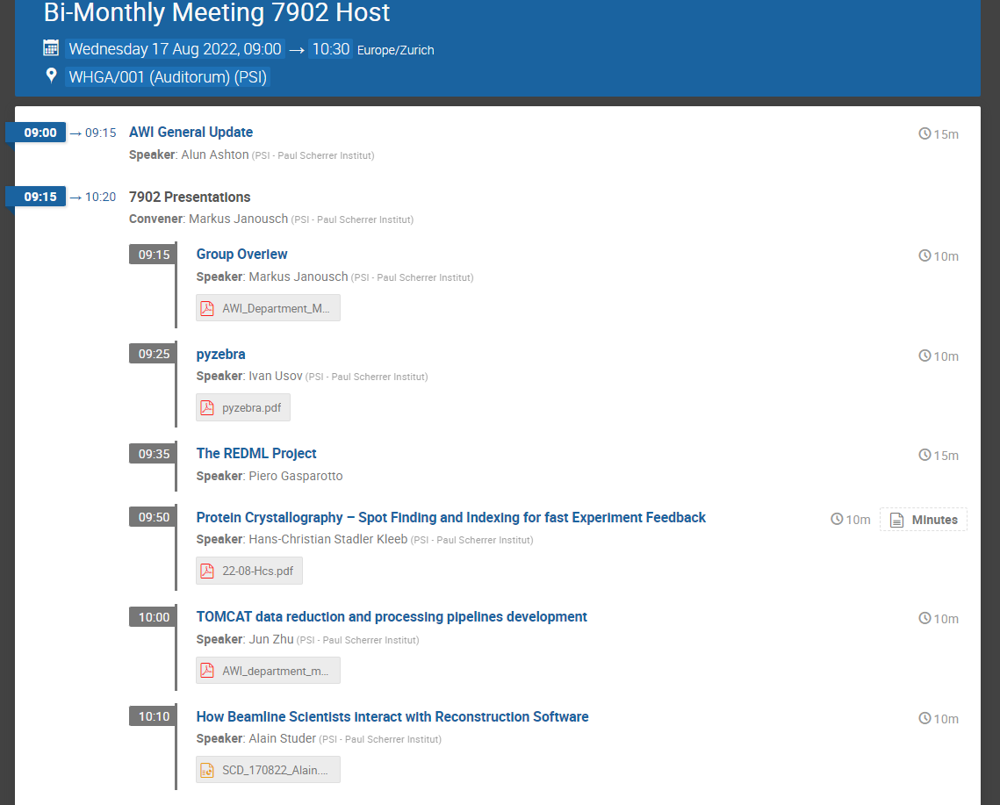 Bi-Monthly Meeting 7902 Host
Wednesday 17 Aug 2022, 09:00 → 10:30 Europe/Zurich
WHGA/001 (Auditorum) (PSI)
09:00 → 09:15 AWI General Update 15m
Speaker: Alun Ashton (PSI - Paul Scherrer Institut)
09:15 → 10:20 7902 Presentations
Convener: Markus Janousch (PSI - Paul Scherrer Institut)
09:15 Group Overiew 10m
Speaker: Markus Janousch (PSI - Paul Scherrer Institut)
AWI_Department_M...
09:25 pyzebra 10m
Speaker: Ivan Usov (PSI - Paul Scherrer Institut)
pyzebra.pdf
09:35 The REDML Project 15m
Speaker: Piero Gasparotto
09:50 Protein Crystallography – Spot Finding and Indexing for fast Experiment Feedback 10m Minutes
Speaker: Hans-Christian Stadler Kleeb (PSI - Paul Scherrer Institut)
22-08-Hcs.pdf
10:00 TOMCAT data reduction and processing pipelines development 10m
Speaker: Jun Zhu (PSI - Paul Scherrer Institut)
AWI_department_m...
10:10 How Beamline Scientists Interact with Reconstruction Software 10m
Speaker: Alain Studer (PSI - Paul Scherrer Institut)
SCD_170822_Alain....